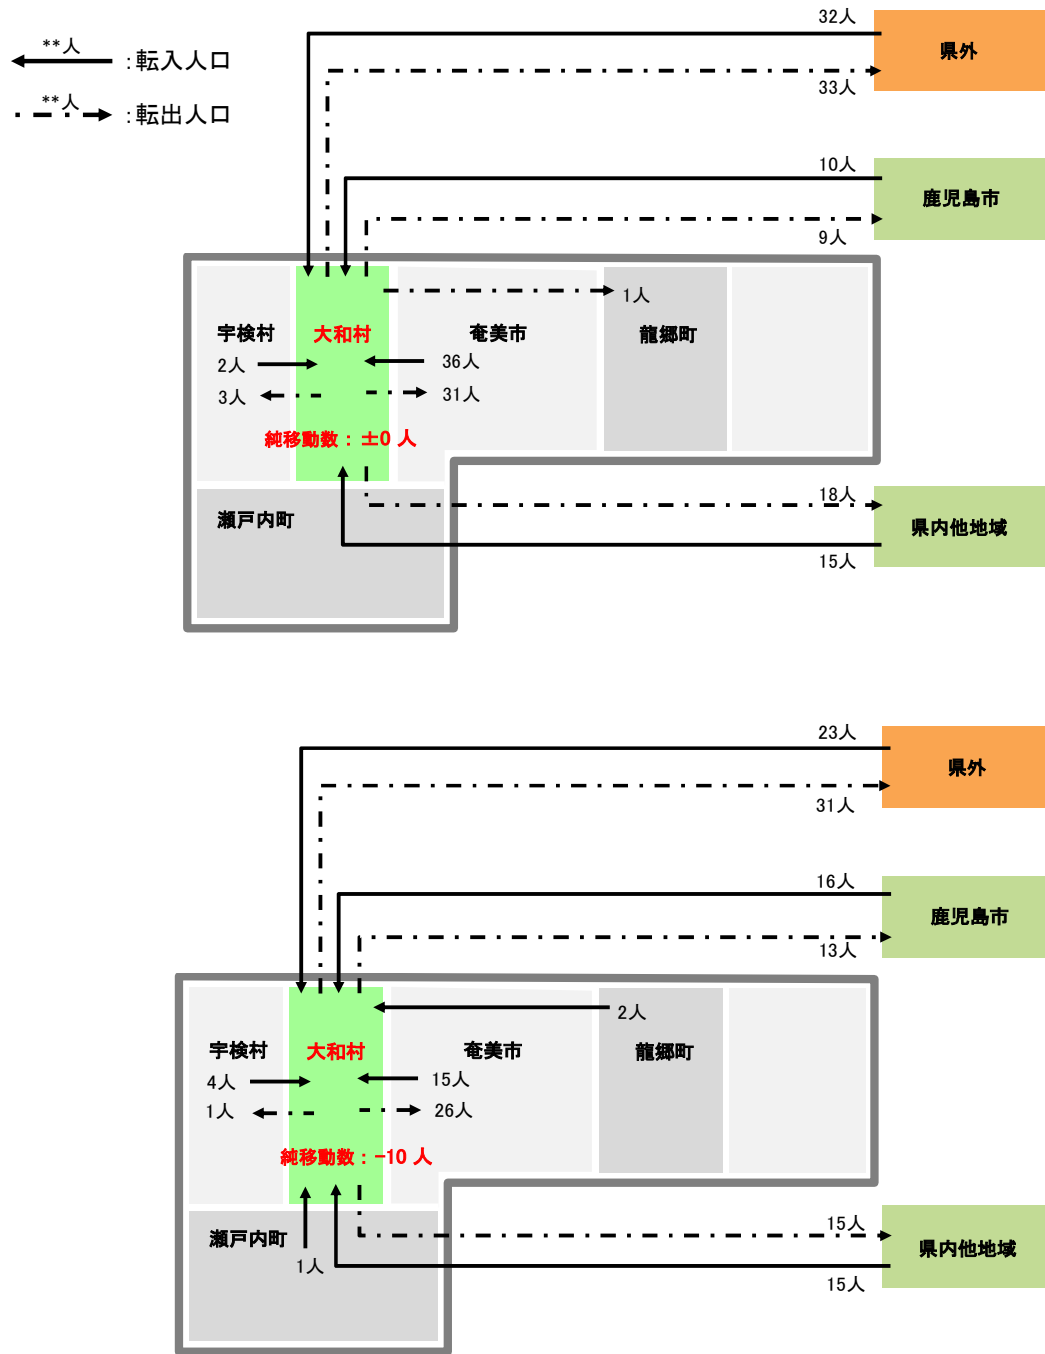 **人
:転入人口
**人
:転出人口
32人
県外
33人
10人
鹿児島市
9人
1人
宇検村
大和村
奄美市
龍郷町
2人
36人
3人
31人
純移動数：±0 人
瀬戸内町
18人
県内他地域
15人
23人
県外
31人
16人
鹿児島市
13人
2人
宇検村
大和村
奄美市
龍郷町
4人
15人
1人
26人
純移動数：-10 人
瀬戸内町
1人
15人
県内他地域
15人